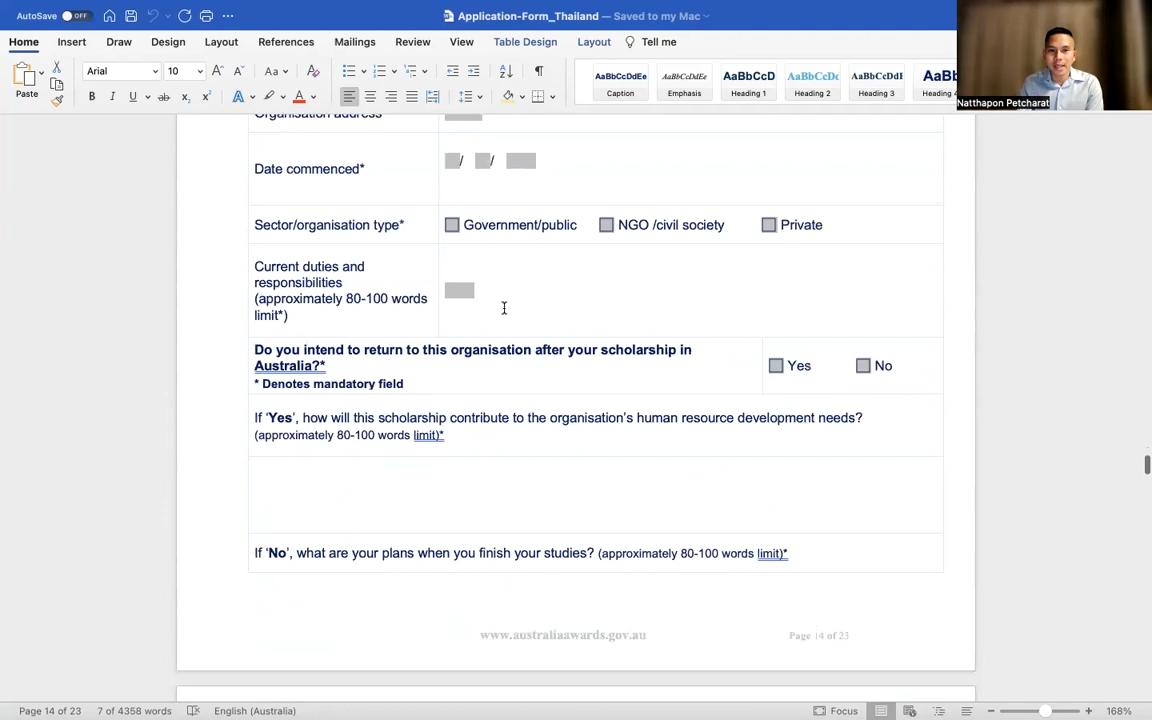 AutoSave OFF
Application-Form_Thailand — Saved to my Mac
Home Insert Draw Design Layout References Mailings Review View Table Design Layout Tell me
Paste
Arial 10
AaBbCcDdEe AaBbCcDdEe AaBbCcD AaBbCcDc AaBbCcDdE
Caption Emphasis Heading 1 Heading 2 Heading 3
Natthapon Petcharat
Organisation address
Date commenced* / /
Sector/organisation type* Government/public NGO /civil society Private
Current duties and
responsibilities
(approximately 80-100 words
limit*)
Do you intend to return to this organisation after your scholarship in
Australia?* Yes No
* Denotes mandatory field
If 'Yes', how will this scholarship contribute to the organisation's human resource development needs?
(approximately 80-100 words limit)*
If 'No', what are your plans when you finish your studies? (approximately 80-100 words limit)*
www.australiaawards.gov.au Page 14 of 23
Page 14 of 23 7 of 4358 words English (Australia) Focus 168%